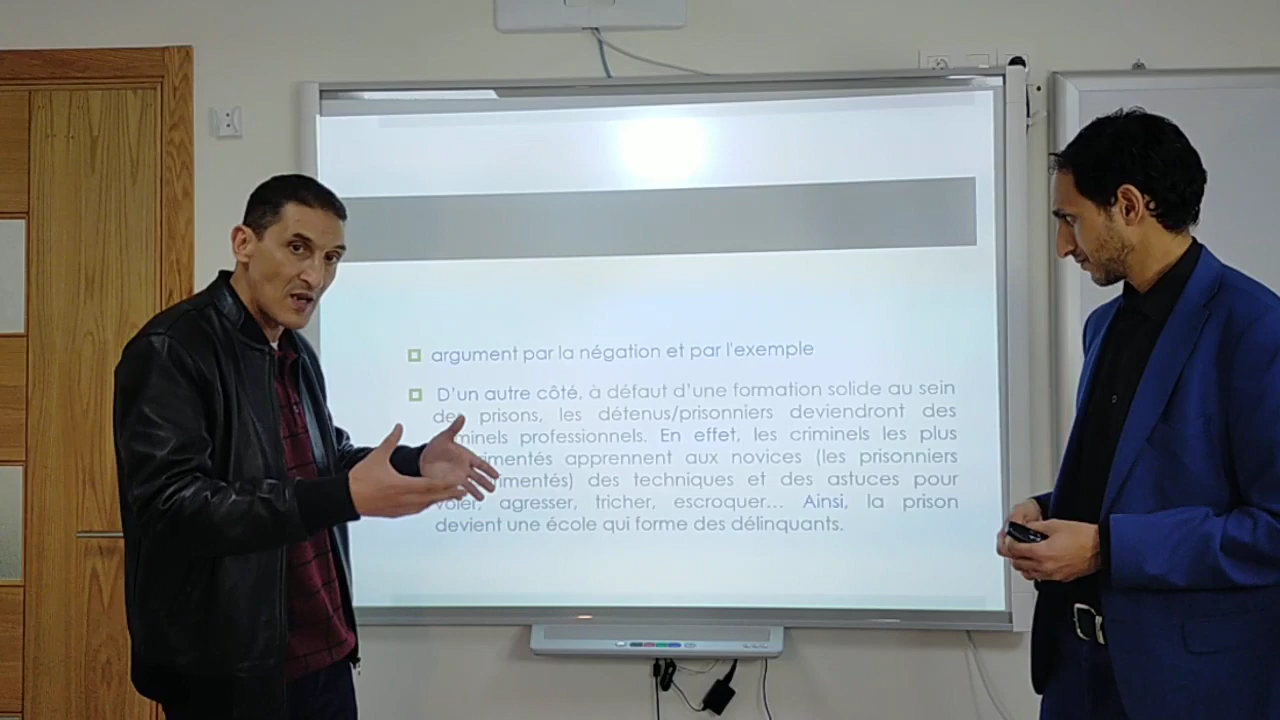 argument par la négation et par l'exemple
D'un autre côté, à défaut d'une formation solide au sein
prisons, les détenus/prisonniers deviendront des
professionnels. En effet, les criminels les plus
apprennent aux novices (les prisonniers
des techniques et des astuces pour
voler, agresser, tricher, escroquer... Ainsi, la prison
devient une école qui forme des délinquants.